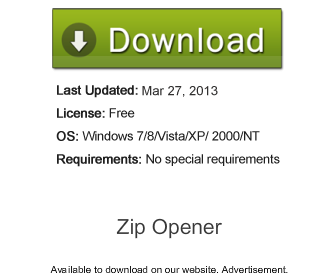 Download
Last Updated: Mar 27, 2013
License: Free
OS: Windows 7/8/Vista/XP/ 2000/NT
Requirements: No special requirements
Zip Opener
Available to download on our website. Advertisement.